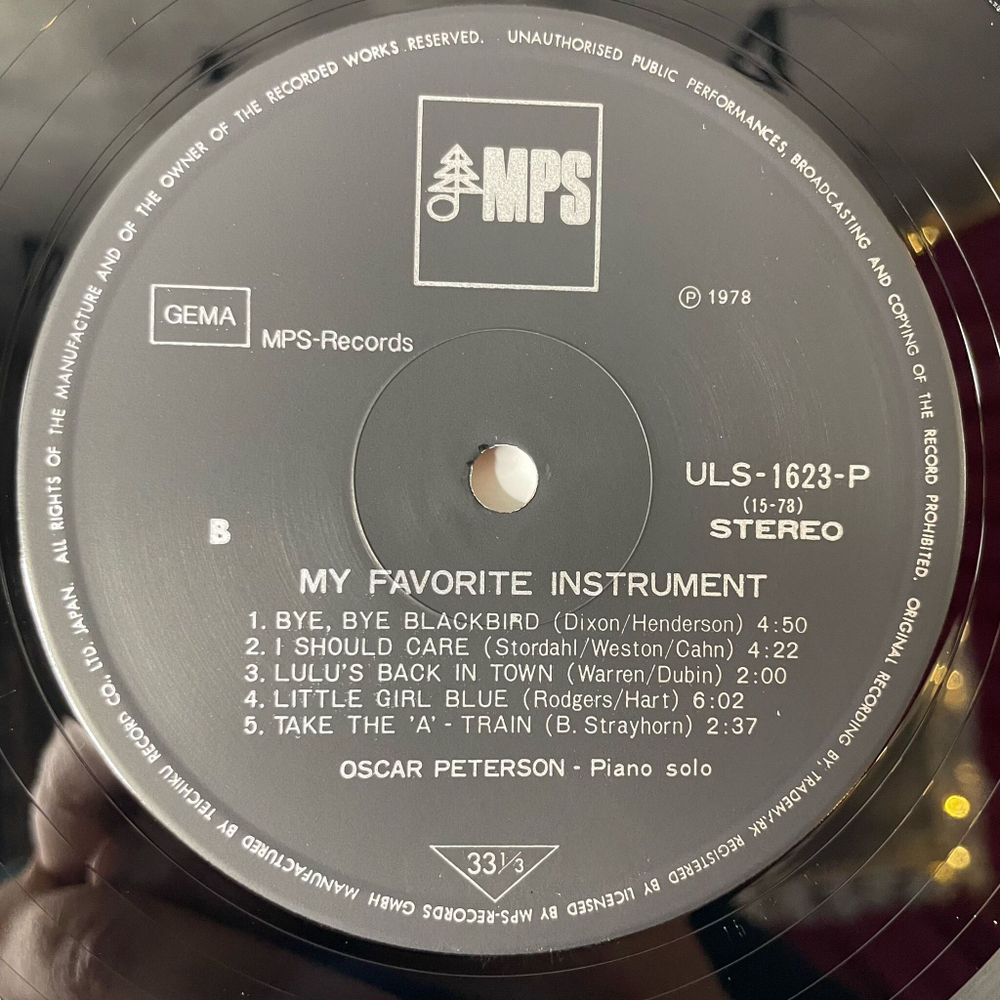 ALL RIGHTS OF THE MANUFACTURE AND OF THE OWNER OF THE RECORDED WORKS RESERVED. UNAUTHORISED PUBLIC PERFORMANCES, BROADCASTING AND COPYING OF THE RECORD PROHIBITED. ORIGINAL RECORDING BY, TRADEMARK REGISTERED BY LICENSED BY MPS-RECORDS GMBH MANUFACTURED BY TEICHIKU RECORD CO., LTD, JAPAN.
MPS
GEMA
MPS-Records
Ⓟ 1978
ULS-1623-P
(15-78)
STEREO
B
MY FAVORITE INSTRUMENT
1. BYE, BYE BLACKBIRD (Dixon/Henderson) 4:50
2. I SHOULD CARE (Stordahl/Weston/Cahn) 4:22
3. LULU'S BACK IN TOWN (Warren/Dubin) 2:00
4. LITTLE GIRL BLUE (Rodgers/Hart) 6:02
5. TAKE THE 'A' - TRAIN (B. Strayhorn) 2:37
OSCAR PETERSON - Piano solo
33 1/3